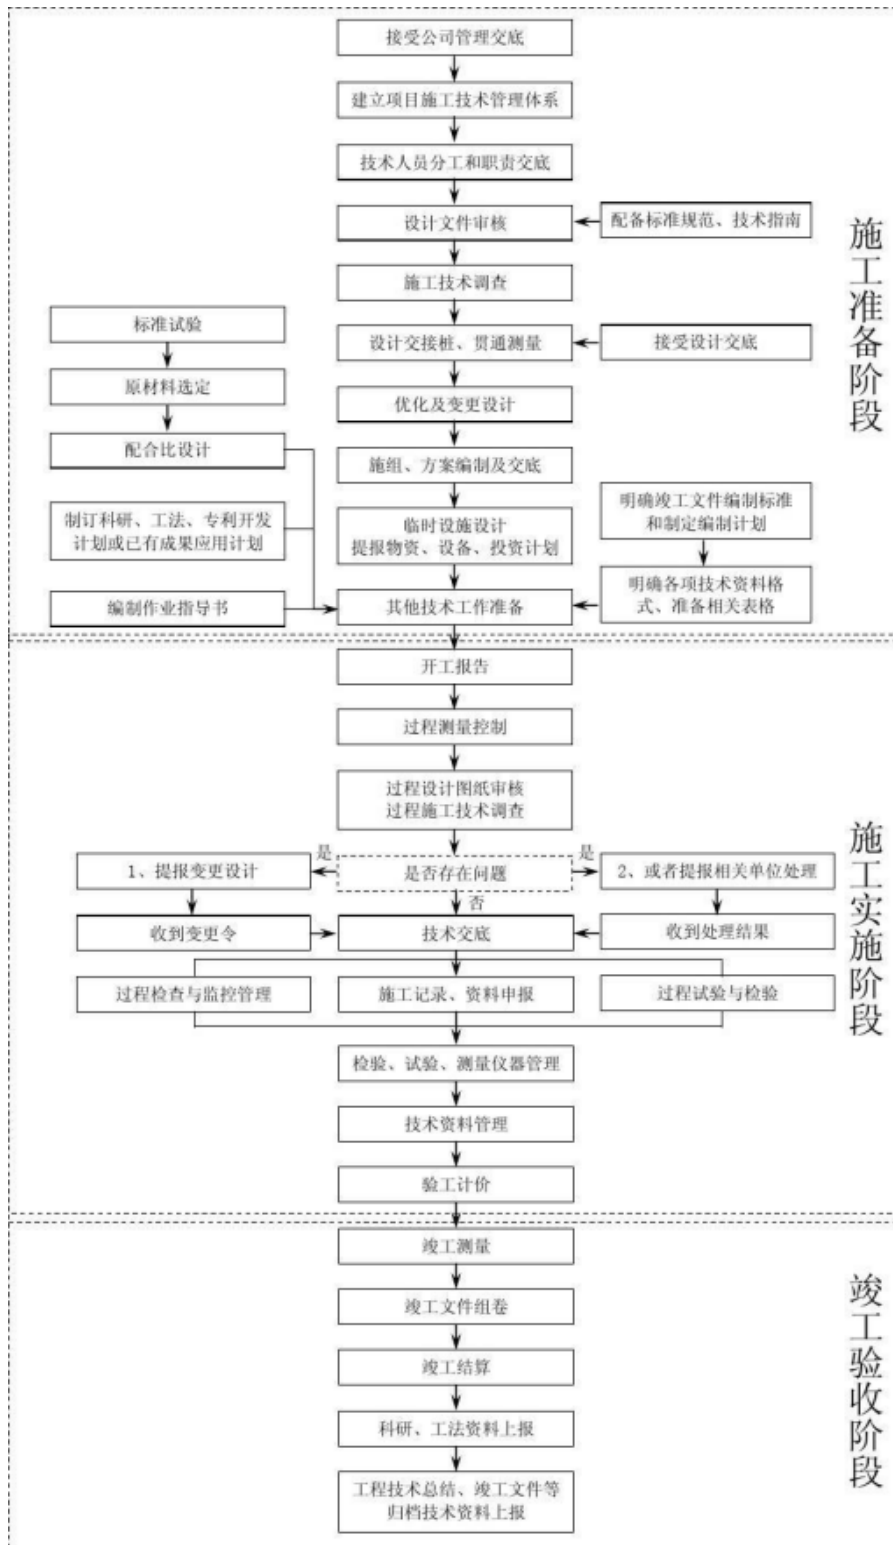 接受公司管理交底
建立项目施工技术管理体系
技术人员分工和职责交底
设计文件审核
配备标准规范、技术指南
施工技术调查
标准试验
设计交接桩、贯通测量
接受设计交底
原材料选定
优化及变更设计
配合比设计
施组、方案编制及交底
明确竣工文件编制标准
和制定编制计划
制订科研、工法、专利开发
计划或已有成果应用计划
临时设施设计
提报物资、设备、投资计划
编制作业指导书
其他技术工作准备
明确各项技术资料格
式、准备相关表格
施工准备阶段
开工报告
过程测量控制
过程设计图纸审核
过程施工技术调查
是
是
1、提报变更设计
是否存在问题
2、或者提报相关单位处理
否
收到变更令
技术交底
收到处理结果
过程检查与监控管理
施工记录、资料申报
过程试验与检验
检验、试验、测量仪器管理
技术资料管理
验工计价
施工实施阶段
竣工测量
竣工文件组卷
竣工结算
科研、工法资料上报
工程技术总结、竣工文件等
归档技术资料上报
竣工验收阶段